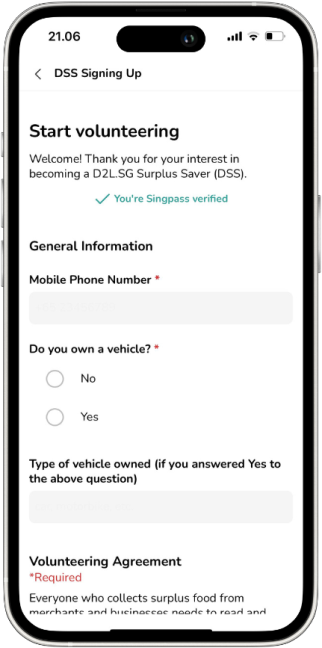 21.06
DSS Signing Up
Start volunteering
Welcome! Thank you for your interest in
becoming a D2L.SG Surplus Saver (DSS).
You're Singpass verified
General Information
Mobile Phone Number *
Do you own a vehicle? *
No
Yes
Type of vehicle owned (if you answered Yes to
the above question)
Volunteering Agreement
*Required
Everyone who collects surplus food from
merchants and businesses needs to read and